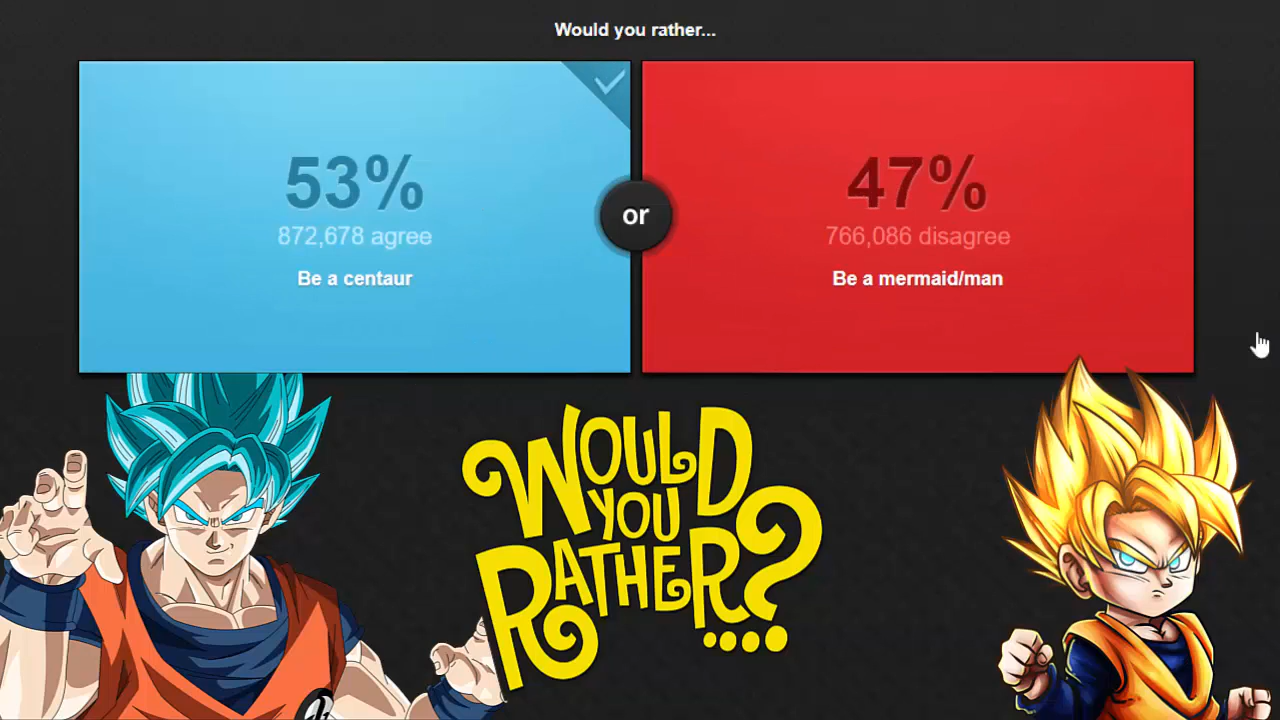 Would you rather...
53%
872,678 agree
Be a centaur
or
47%
766,086 disagree
Be a mermaid/man
WOULD
YOU
RATHER?....